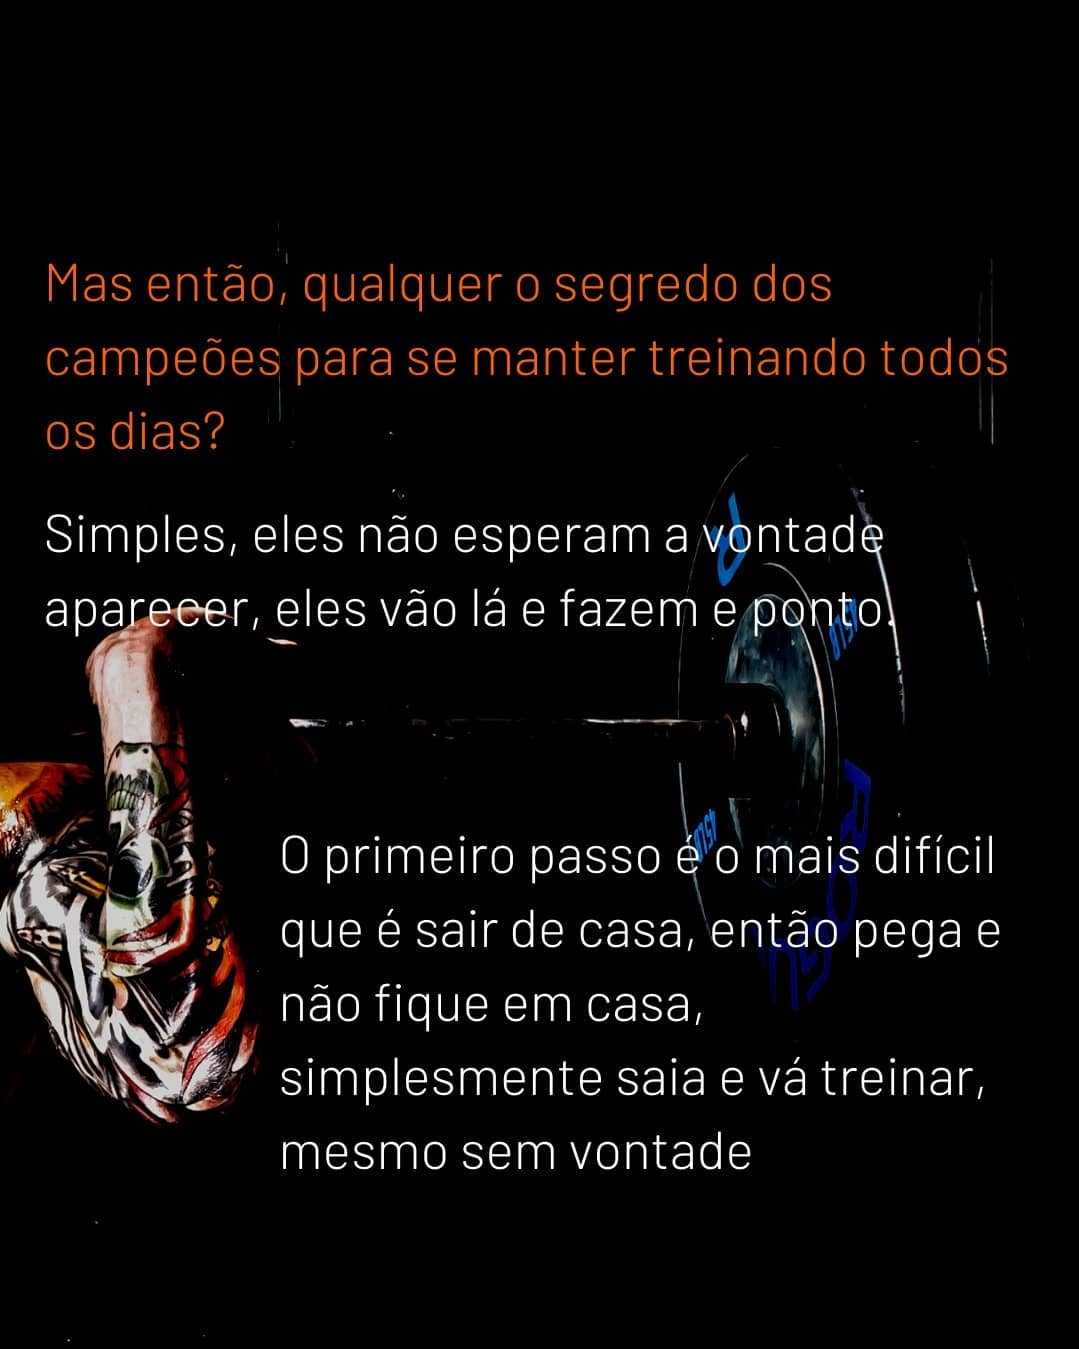 Mas então, qualquer o segredo dos
campeões para se manter treinando todos
os dias?
Simples, eles não esperam a vontade
aparecer, eles vão lá e fazem e ponto.
45LB
45LB
O primeiro passo é o mais difícil
que é sair de casa, então pega e
não fique em casa,
simplesmente saia e vá treinar,
mesmo sem vontade